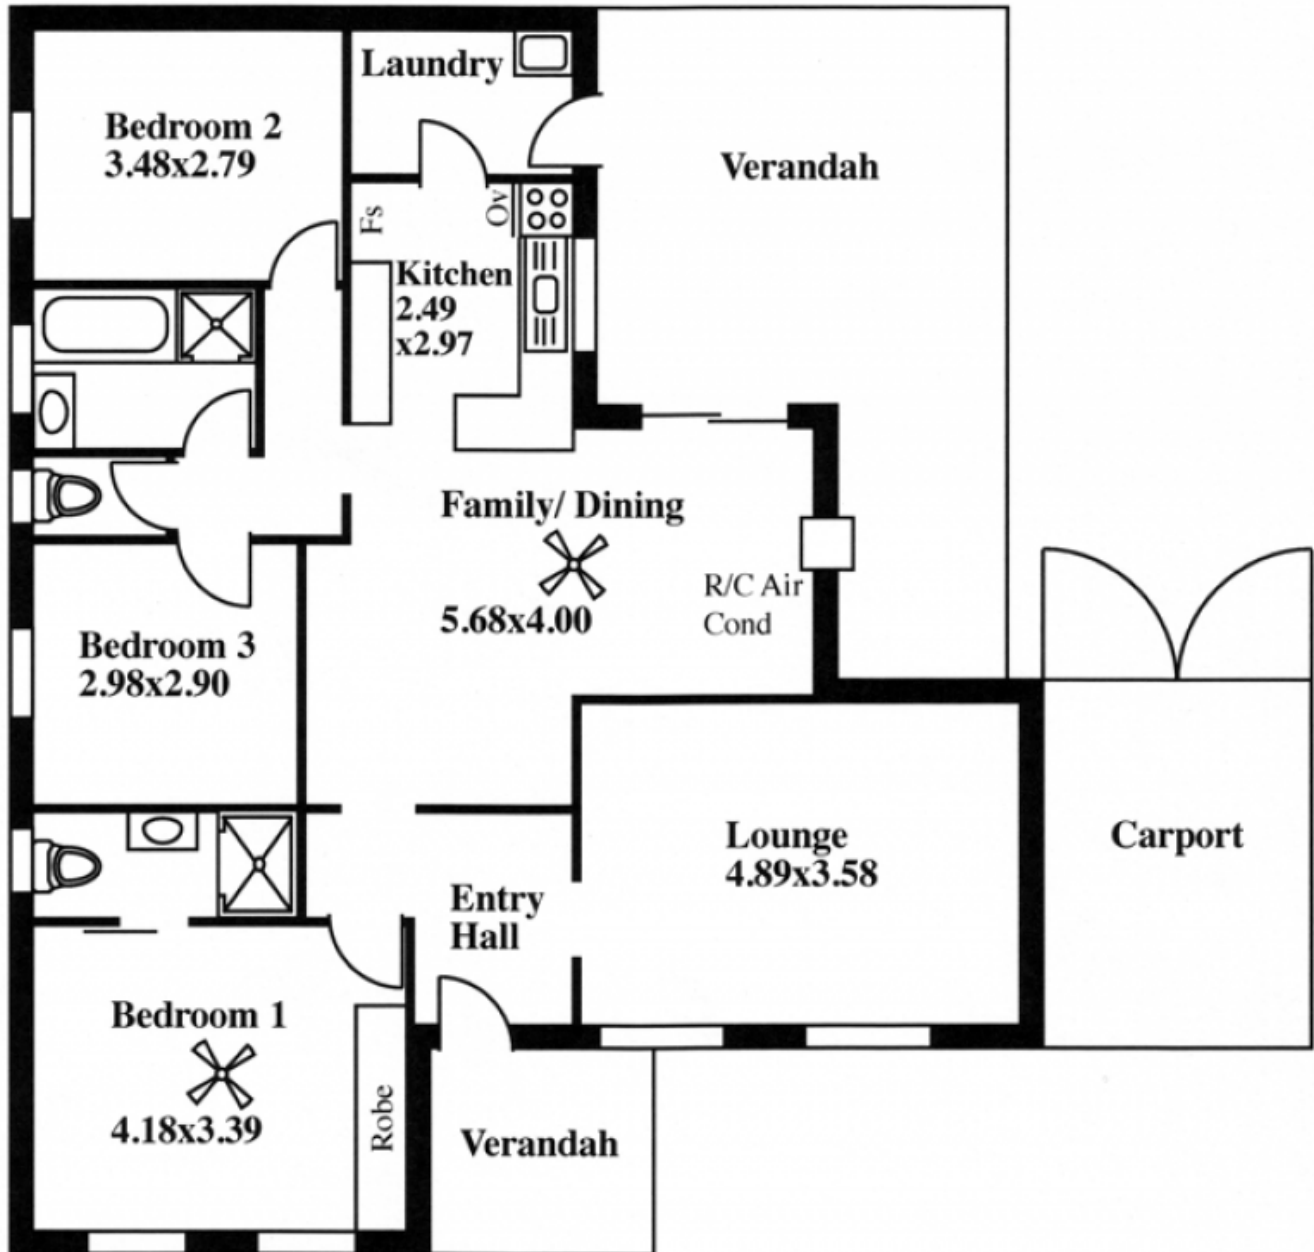 Laundry
Bedroom 2
3.48x2.79
Verandah
Fs
Ov
Kitchen
2.49
x2.97
Family/ Dining
5.68x4.00
R/C Air
Cond
Bedroom 3
2.98x2.90
Lounge
4.89x3.58
Carport
Entry
Hall
Bedroom 1
4.18x3.39
Robe
Verandah